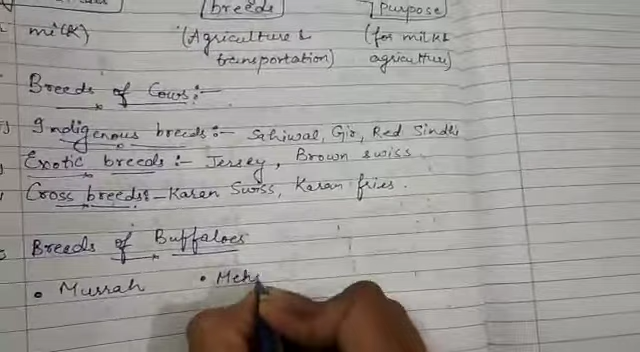 breeds Purpose
milk) (Agriculture & (for milk &
transportation) agriculture)
Breeds of Cows:-
Indigenous breeds:- Sahiwal, Gir, Red Sindhi
Exotic breeds:- Jersey, Brown swiss
Cross breeds:- Karan Swiss, Karan fries.
Breeds of Buffaloes
• Murrah • Mehs